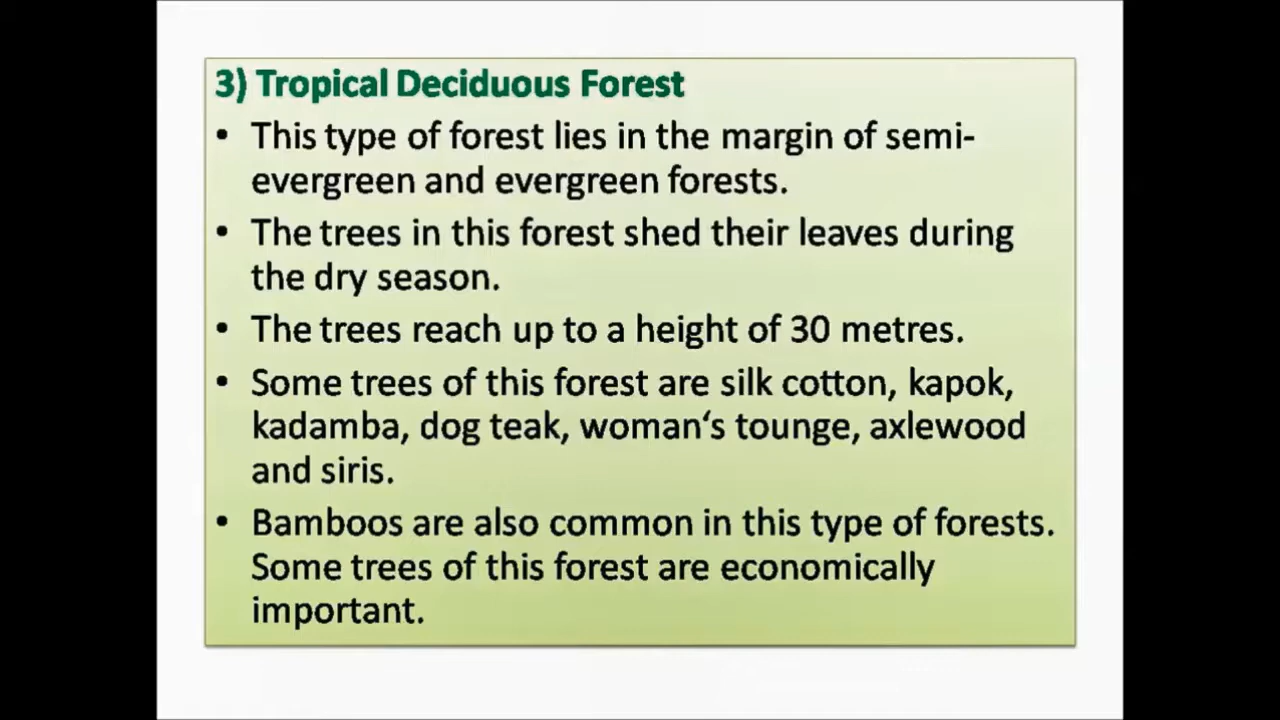 3) Tropical Deciduous Forest
• This type of forest lies in the margin of semi-
evergreen and evergreen forests.
• The trees in this forest shed their leaves during
the dry season.
• The trees reach up to a height of 30 metres.
• Some trees of this forest are silk cotton, kapok,
kadamba, dog teak, woman‘s tounge, axlewood
and siris.
• Bamboos are also common in this type of forests.
Some trees of this forest are economically
important.